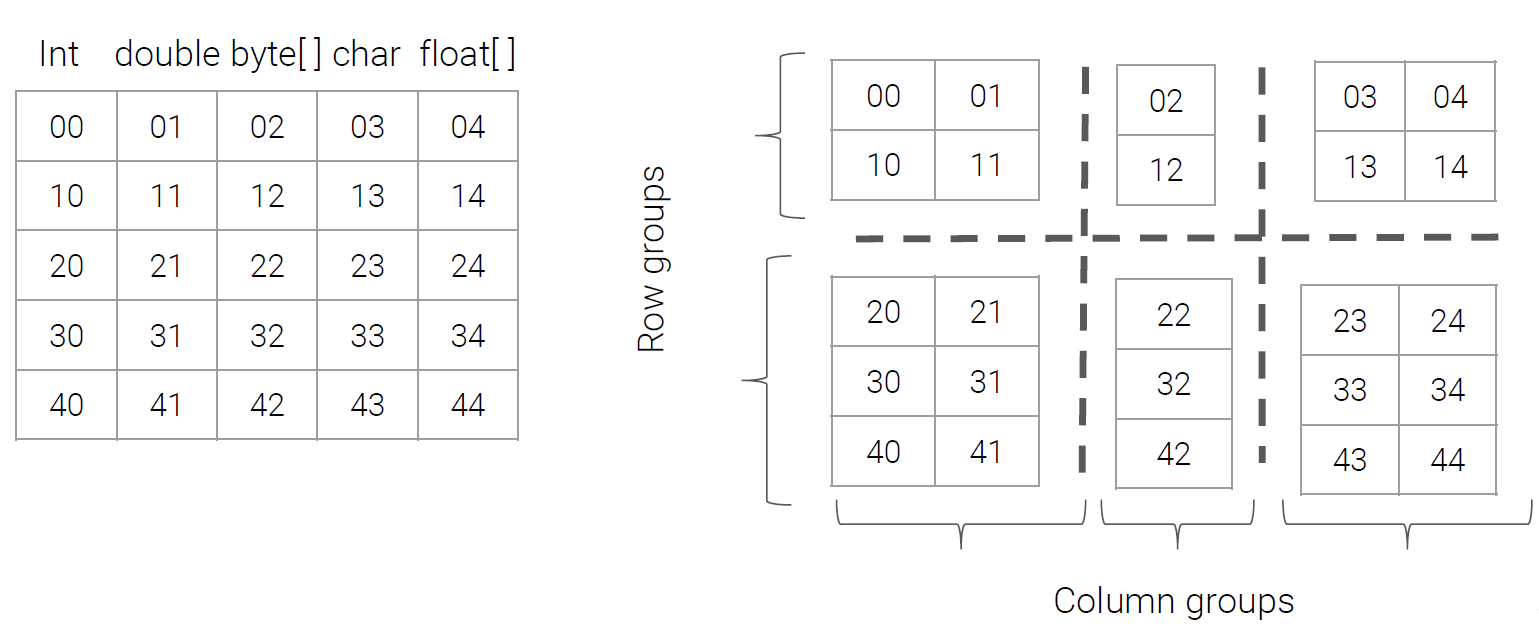 Int double byte[ ] char float[ ]
00 01 02 03 04
10 11 12 13 14
20 21 22 23 24
30 31 32 33 34
40 41 42 43 44
Row groups
00 01 02 03 04
10 11 12 13 14
20 21 22 23 24
30 31 32 33 34
40 41 42 43 44
Column groups